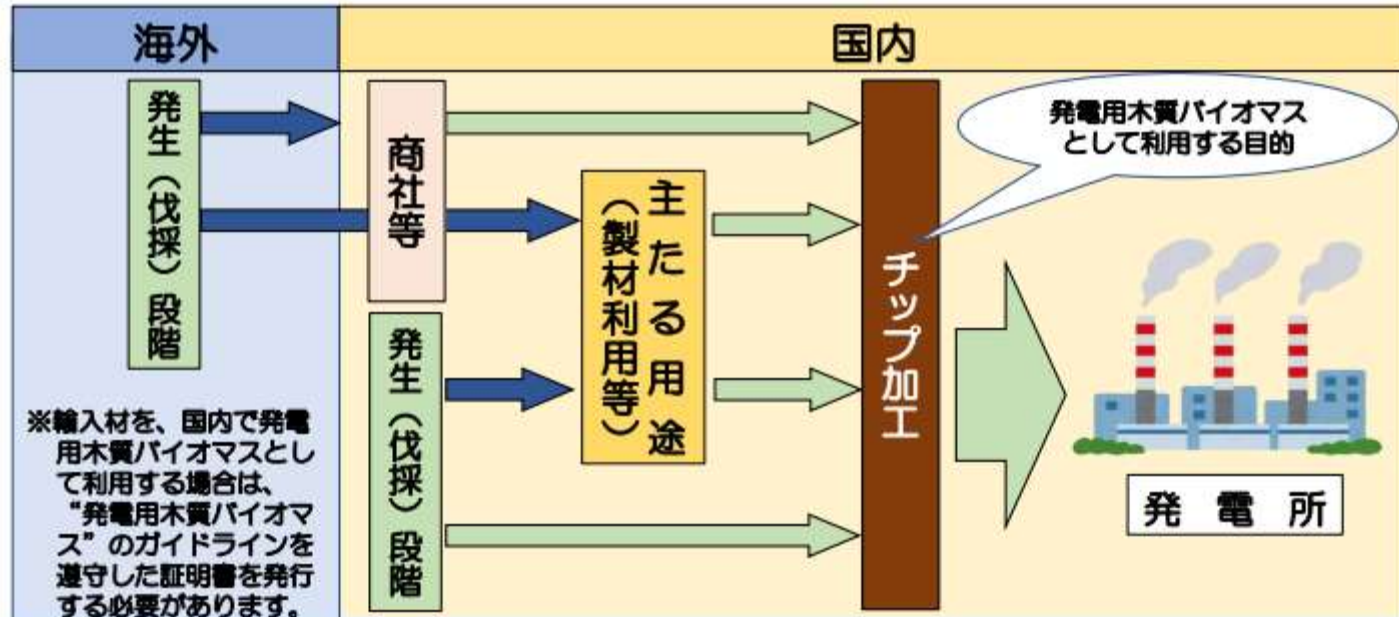 海外
国内
発生（伐採）段階
商社等
発生（伐採）段階
主たる用途
（製材利用等）
チップ加工
発電用木質バイオマス
として利用する目的
発電所
※輸入材を、国内で発電
用木質バイオマスとし
て利用する場合は、
“発電用木質バイオマ
ス”のガイドラインを
遵守した証明書を発行
する必要があります。